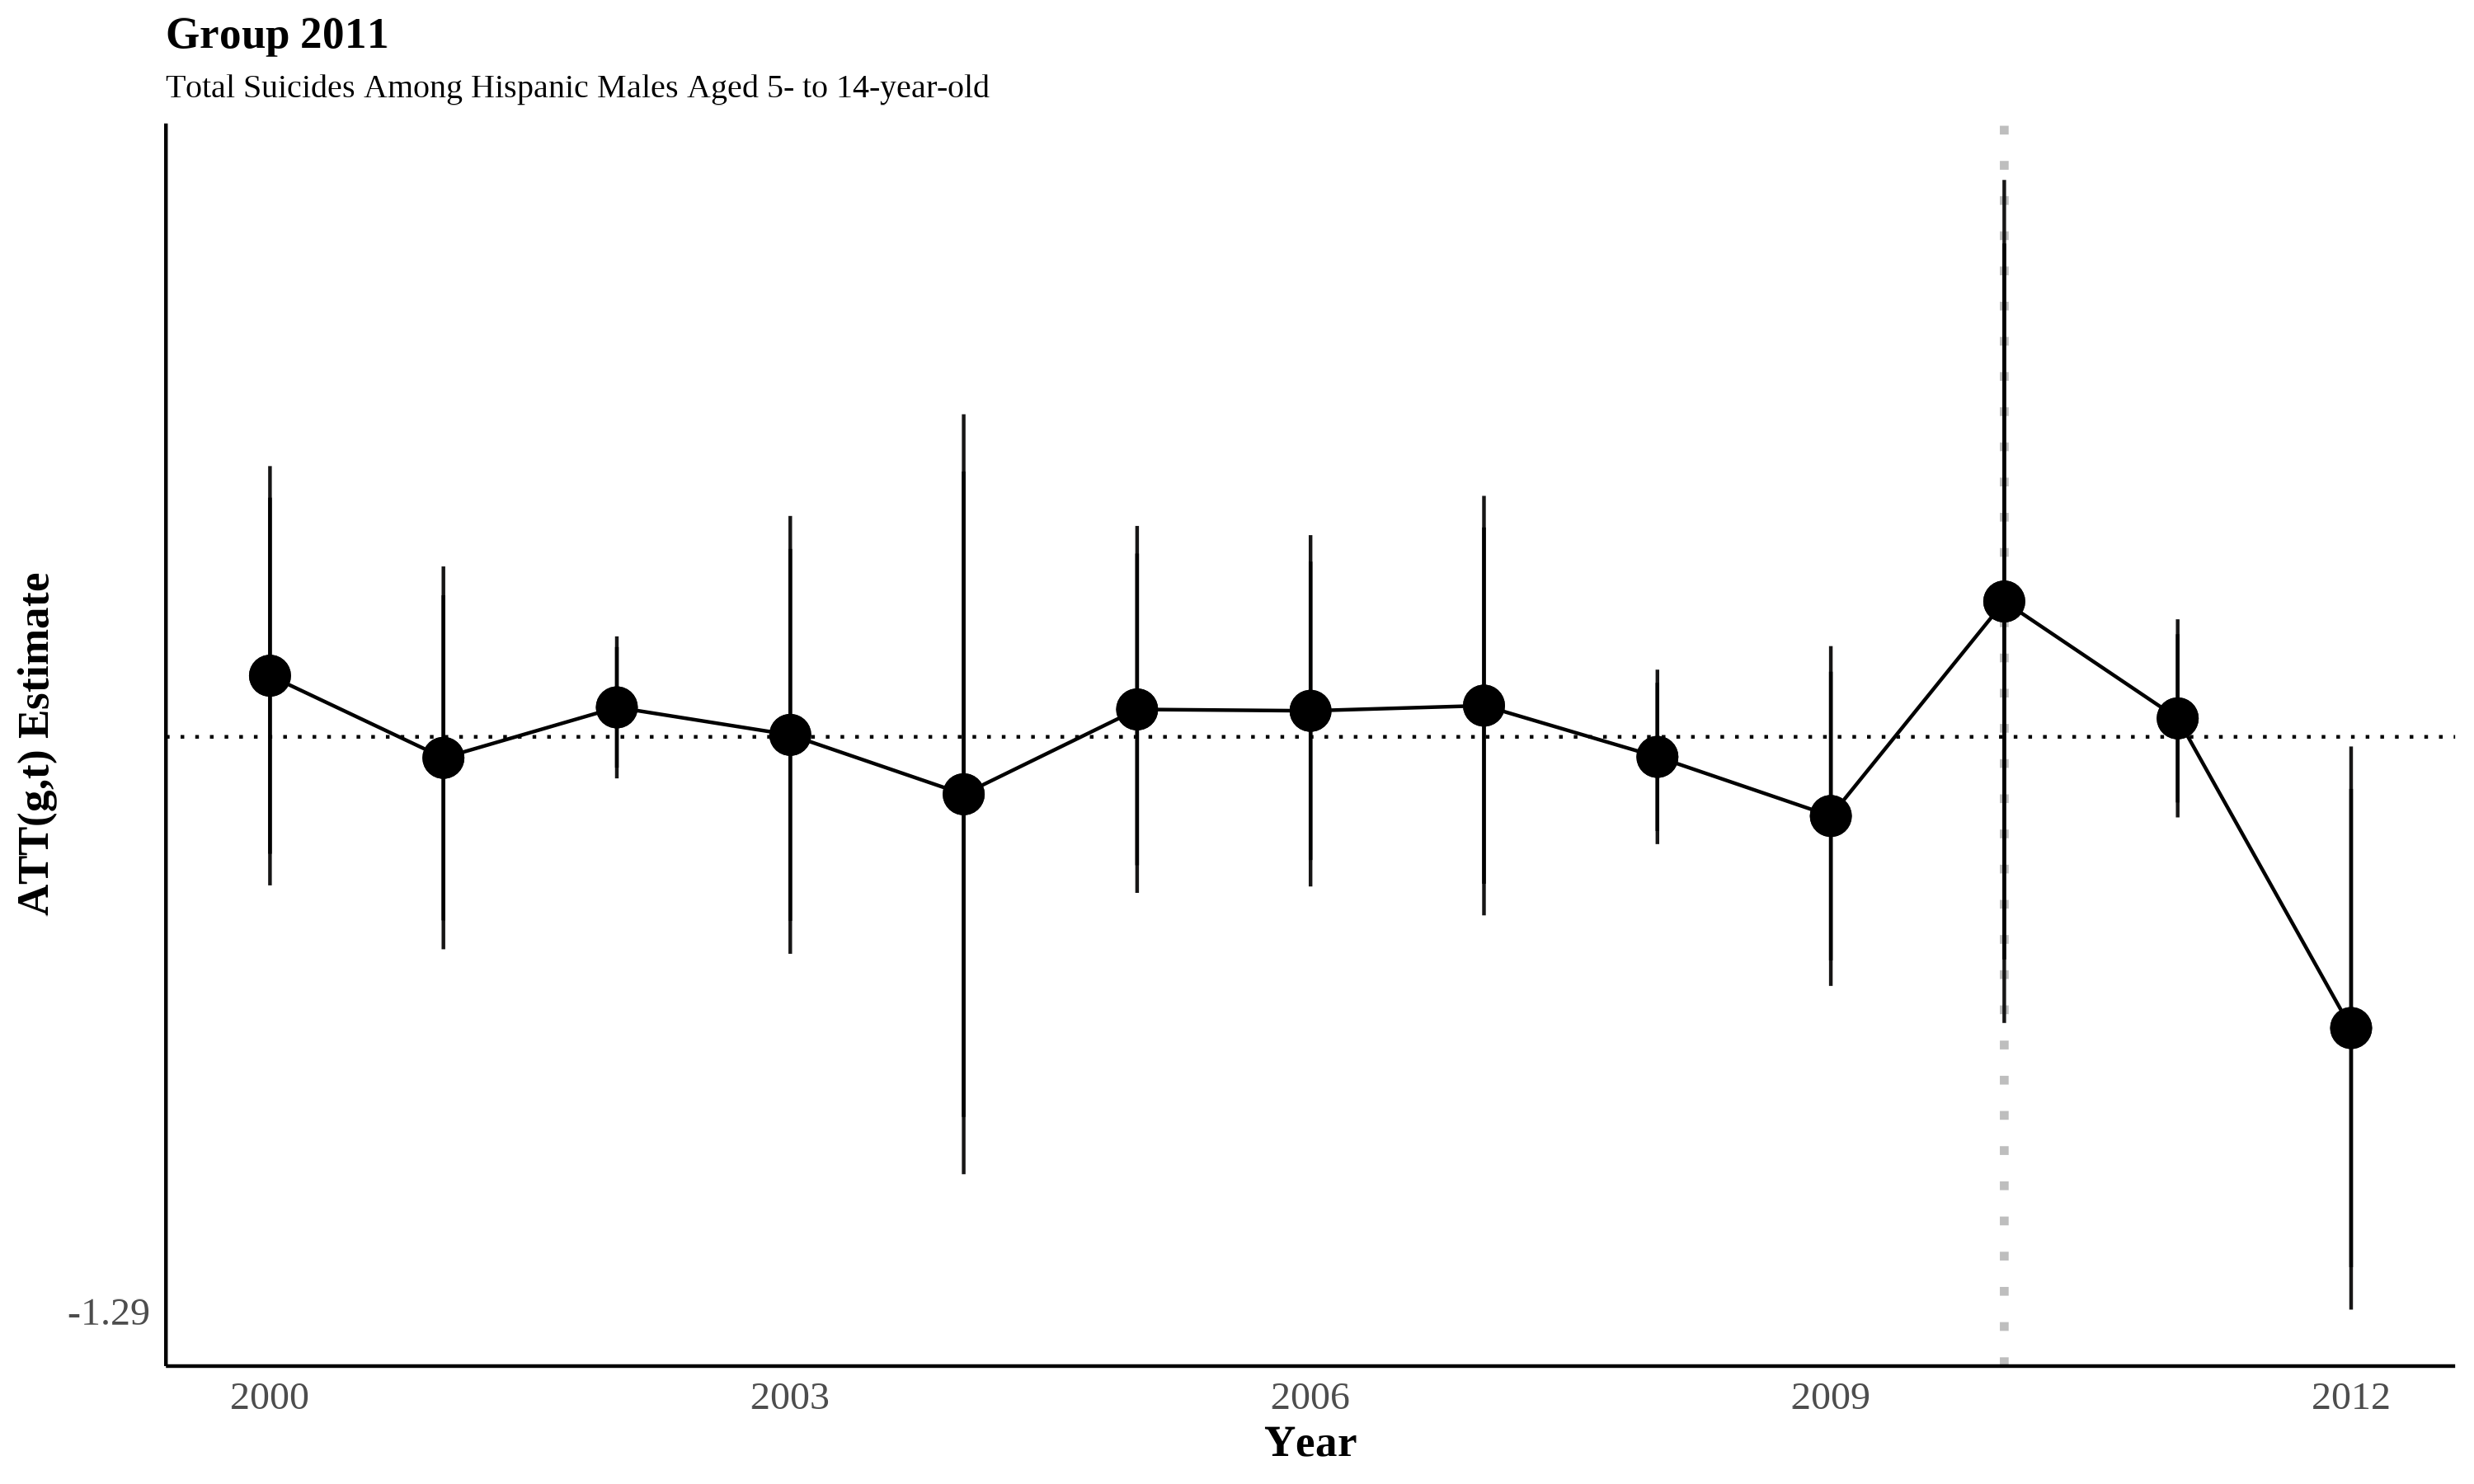 Group 2011
Total Suicides Among Hispanic Males Aged 5- to 14-year-old
ATT(g,t) Estimate
-1.29
2000 2003 2006 2009 2012
Year